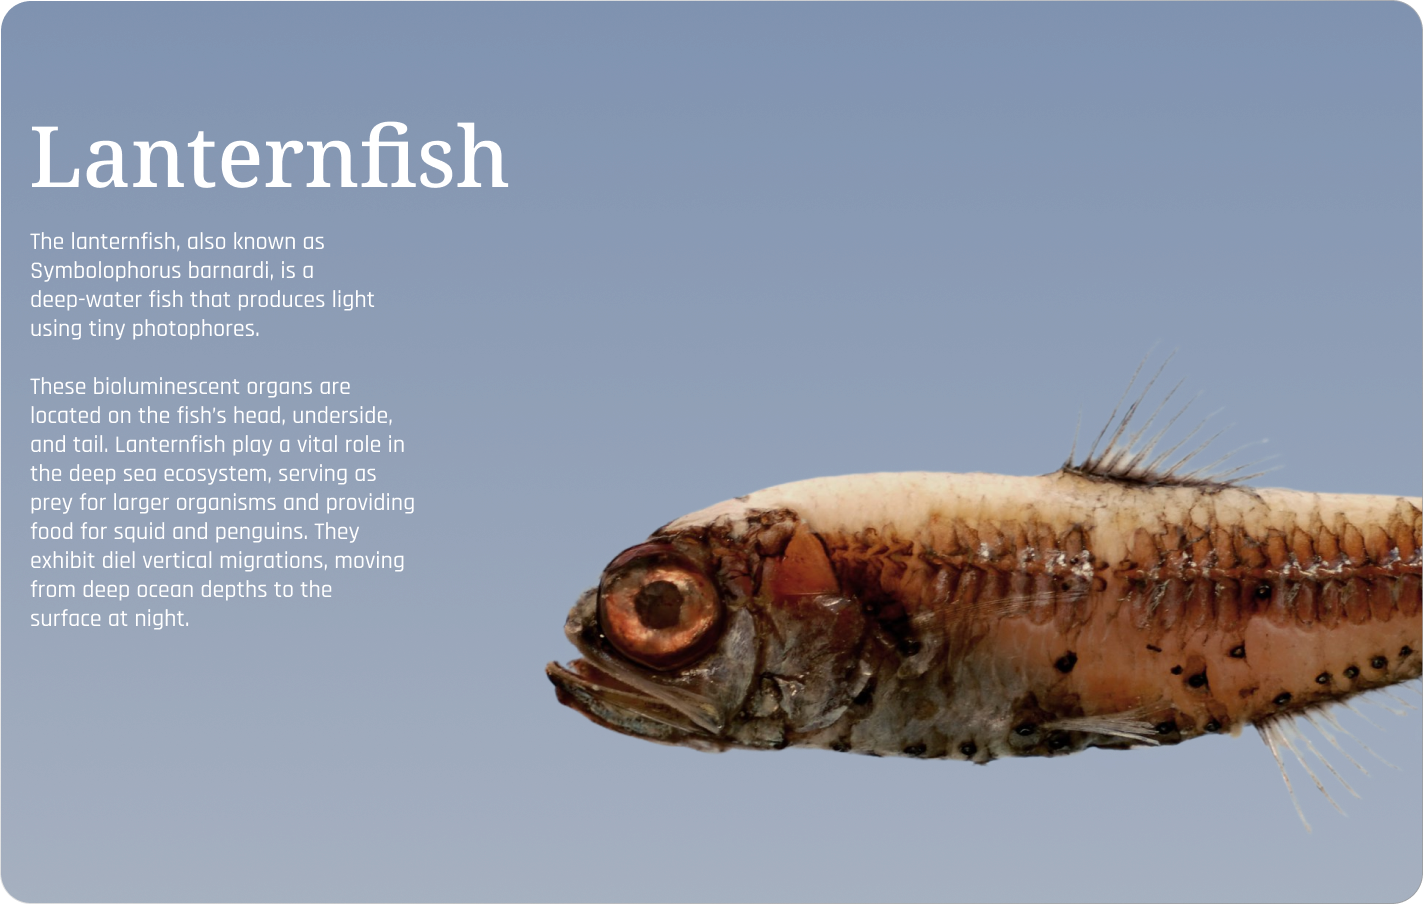 Lanternfish
The lanternfish, also known as
Symbolophorus barnardi, is a
deep-water fish that produces light
using tiny photophores.
These bioluminescent organs are
located on the fish’s head, underside,
and tail. Lanternfish play a vital role in
the deep sea ecosystem, serving as
prey for larger organisms and providing
food for squid and penguins. They
exhibit diel vertical migrations, moving
from deep ocean depths to the
surface at night.